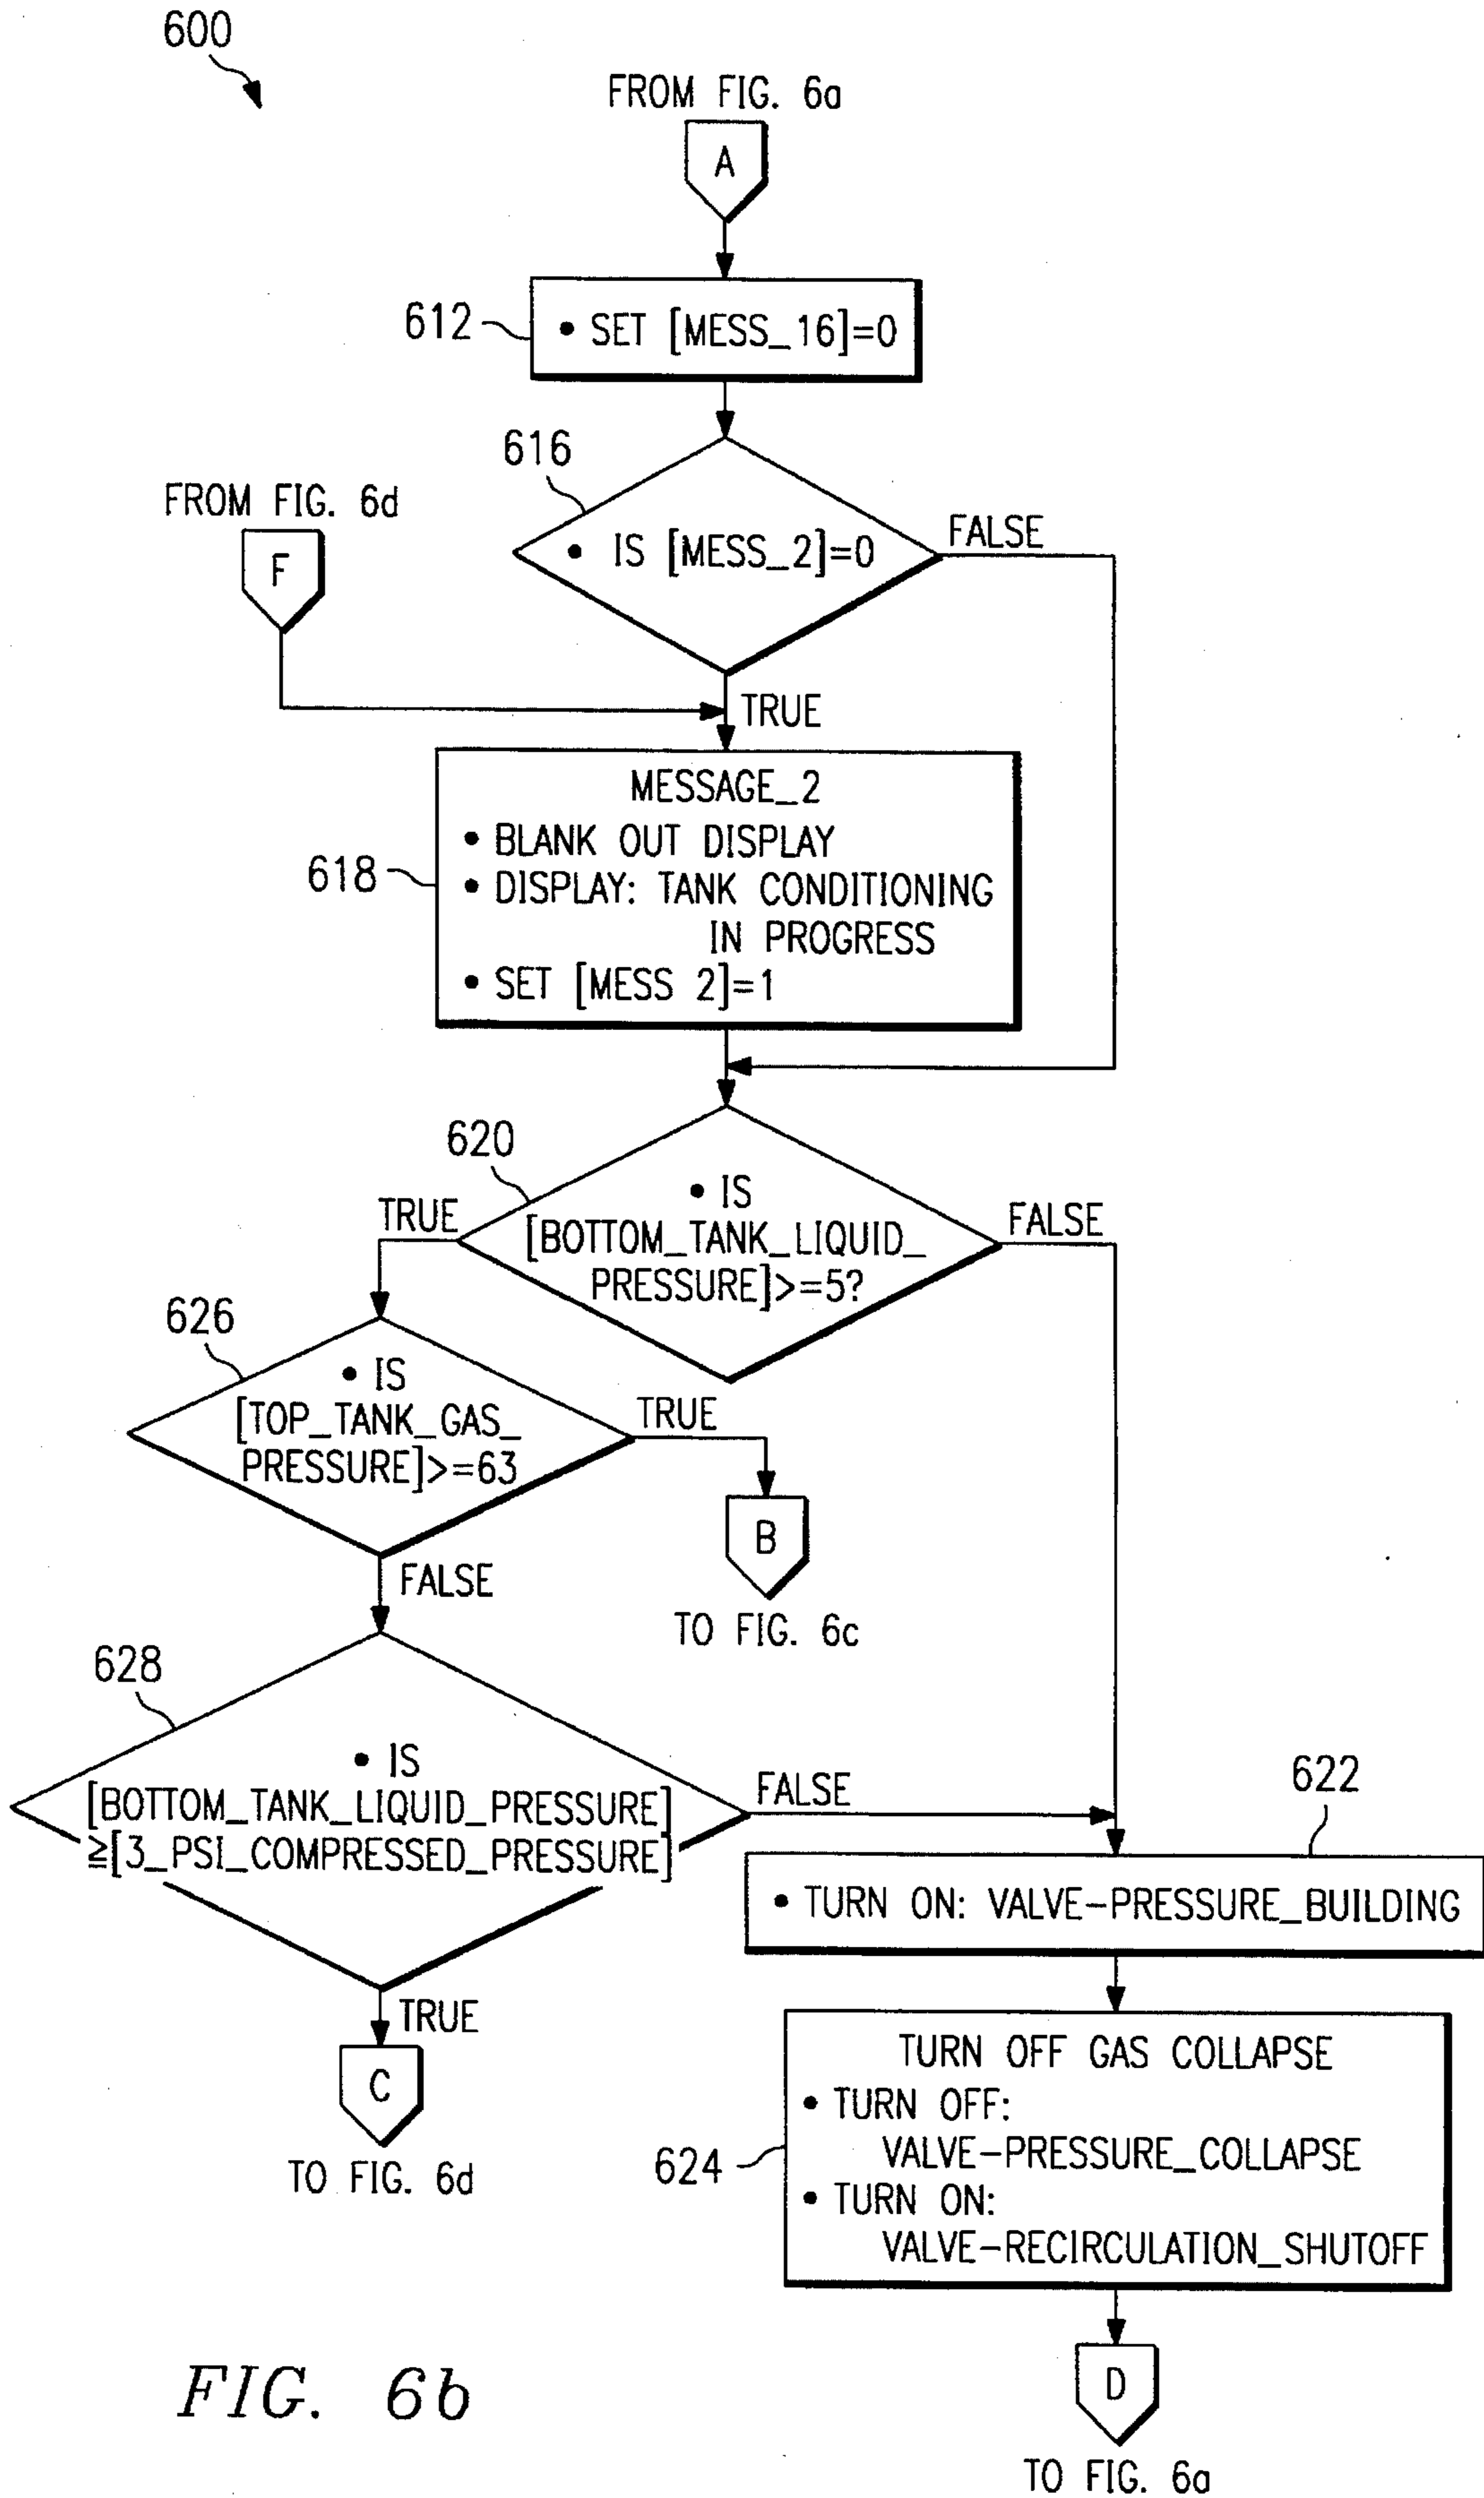 600
FROM FIG. 6a
A
612
• SET [MESS_16]=0
616
FROM FIG. 6d
F
• IS [MESS_2]=0
FALSE
TRUE
MESSAGE_2
• BLANK OUT DISPLAY
618
• DISPLAY: TANK CONDITIONING
IN PROGRESS
• SET [MESS 2]=1
620
TRUE
• IS
[BOTTOM_TANK_LIQUID_
PRESSURE]>=5?
FALSE
626
• IS
[TOP_TANK_GAS_
PRESSURE]>=63
TRUE
B
TO FIG. 6c
FALSE
628
• IS
[BOTTOM_TANK_LIQUID_PRESSURE]
≧[3_PSI_COMPRESSED_PRESSURE]
FALSE
622
• TURN ON: VALVE-PRESSURE_BUILDING
TRUE
C
TO FIG. 6d
TURN OFF GAS COLLAPSE
• TURN OFF:
VALVE-PRESSURE_COLLAPSE
624
• TURN ON:
VALVE-RECIRCULATION_SHUTOFF
D
TO FIG. 6a
FIG. 6b